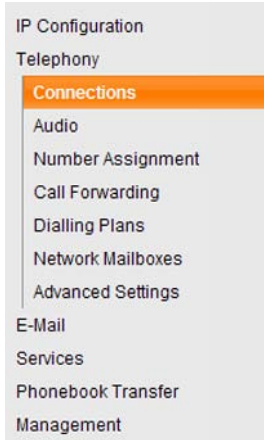 IP Configuration
Telephony
Connections
Audio
Number Assignment
Call Forwarding
Dialling Plans
Network Mailboxes
Advanced Settings
E-Mail
Services
Phonebook Transfer
Management